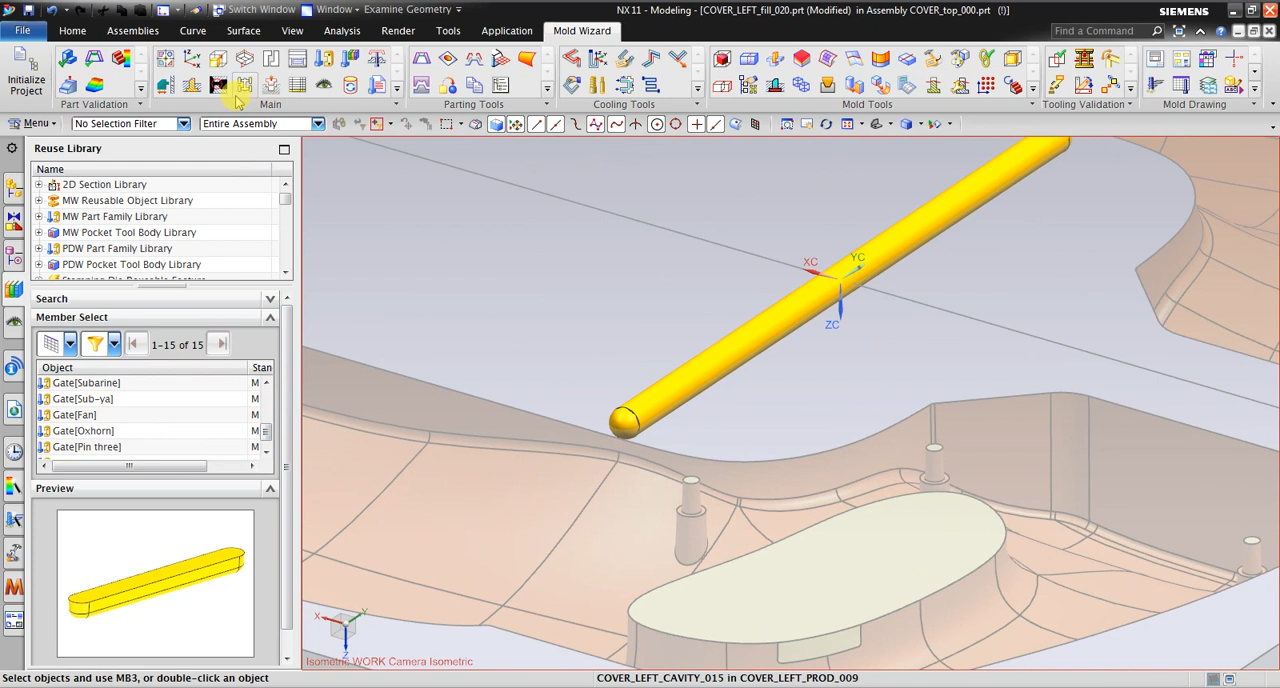 Switch Window
Window
Examine Geometry
NX 11 - Modeling - [COVER_LEFT_fill_020.prt (Modified) in Assembly COVER_top_000.prt (!)]
SIEMENS
File
Home
Assemblies
Curve
Surface
View
Analysis
Render
Tools
Application
Mold Wizard
Find a Command
Initialize
Project
Part Validation
Main
Parting Tools
Cooling Tools
Mold Tools
Tooling Validation
Mold Drawing
Menu
No Selection Filter
Entire Assembly
Reuse Library
Name
2D Section Library
MW Reusable Object Library
MW Part Family Library
MW Pocket Tool Body Library
PDW Part Family Library
PDW Pocket Tool Body Library
Search
Member Select
1-15 of 15
Object
Stan
Gate[Subarine]
M
Gate[Sub-ya]
M
Gate[Fan]
M
Gate[Oxhorn]
M
Gate[Pin three]
M
Preview
XC
YC
ZC
X
Y
Z
Isometric WORK Camera Isometric
Select objects and use MB3, or double-click an object
COVER_LEFT_CAVITY_015 in COVER_LEFT_PROD_009